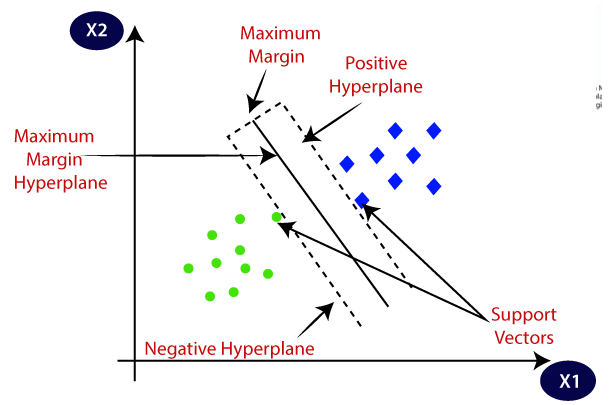 X2
Maximum
Margin
Positive
Hyperplane
Maximum
Margin
Hyperplane
Support
Vectors
Negative Hyperplane
X1